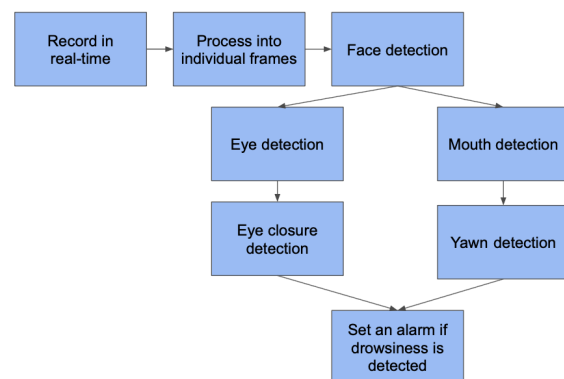 Record in
real-time
Process into
individual frames
Face detection
Eye detection
Mouth detection
Eye closure
detection
Yawn detection
Set an alarm if
drowsiness is
detected